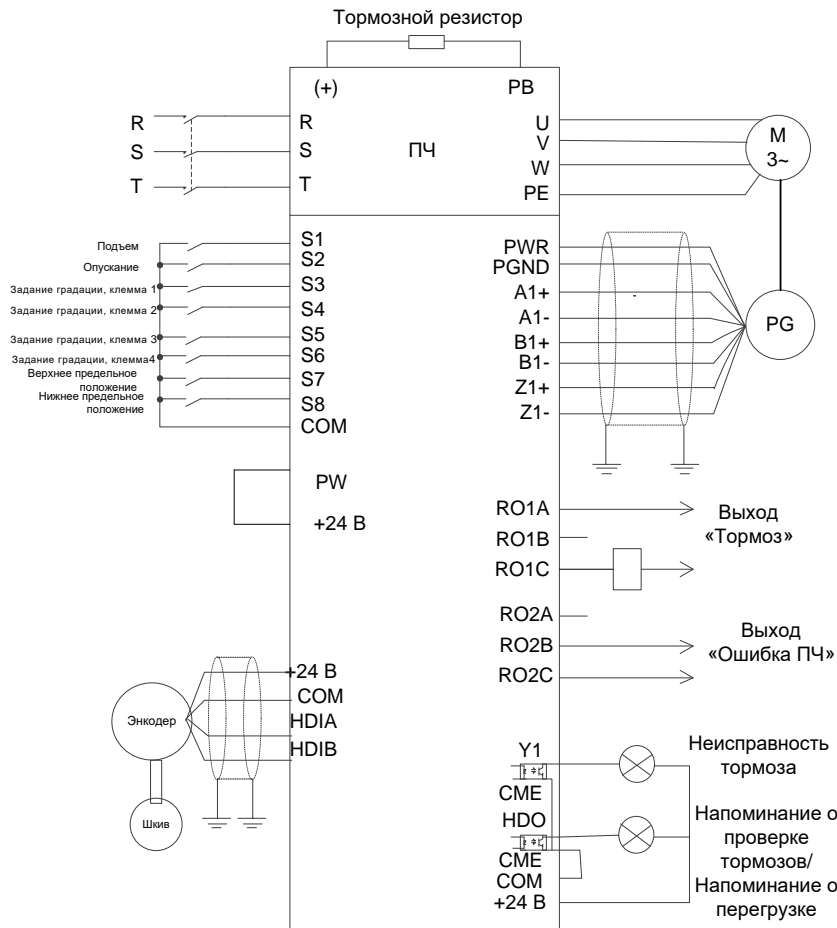 Тормозной резистор
(+)
PB
R
S
T
R
S
T
ПЧ
U
V
W
PE
M
3~
Подъем
Опускание
Задание градации, клемма 1
Задание градации, клемма 2
Задание градации, клемма 3
Задание градации, клемма4
Верхнее предельное
положение
Нижнее предельное
положение
S1
S2
S3
S4
S5
S6
S7
S8
COM
PW
+24 В
PWR
PGND
A1+
A1-
B1+
B1-
Z1+
Z1-
PG
RO1A
RO1B
RO1C
Выход
«Тормоз»
RO2A
RO2B
RO2C
Выход
«Ошибка ПЧ»
Энкодер
Шкив
+24 В
COM
HDIA
HDIB
Y1
CME
HDO
CME
COM
+24 В
Неисправность
тормоза
Напоминание о
проверке
тормозов/
Напоминание о
перегрузке